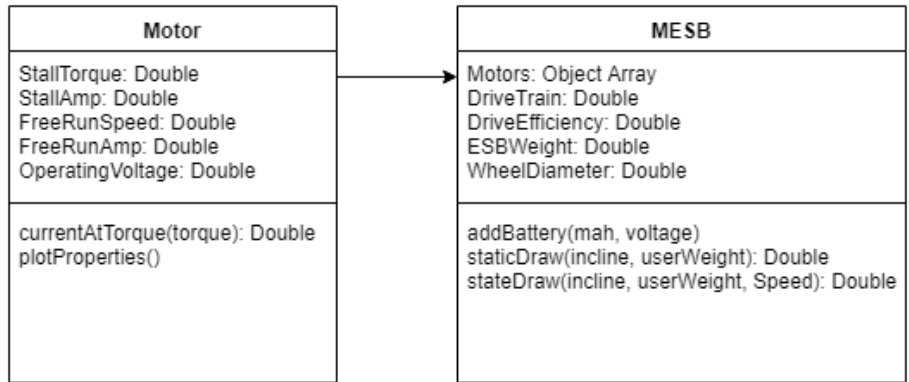 Motor
StallTorque: Double
StallAmp: Double
FreeRunSpeed: Double
FreeRunAmp: Double
OperatingVoltage: Double
currentAtTorque(torque): Double
plotProperties()
MESB
Motors: Object Array
DriveTrain: Double
DriveEfficiency: Double
ESBWeight: Double
WheelDiameter: Double
addBattery(mah, voltage)
staticDraw(incline, userWeight): Double
stateDraw(incline, userWeight, Speed): Double